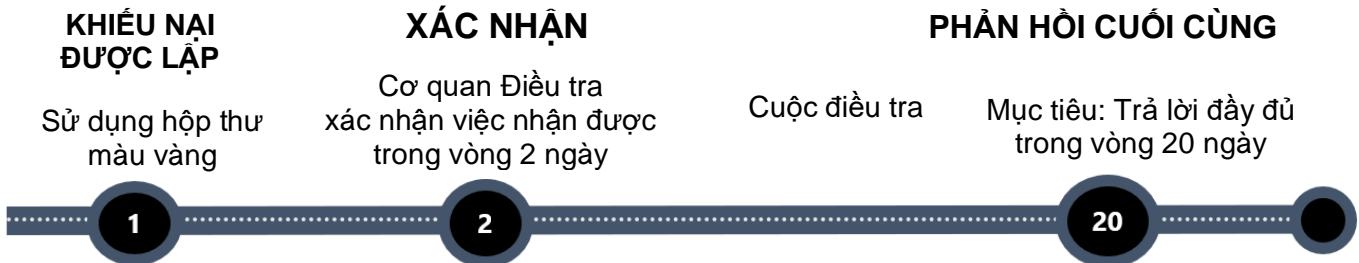 KHIẾU NẠI
ĐƯỢC LẬP
Sử dụng hộp thư
màu vàng
XÁC NHẬN
Cơ quan Điều tra
xác nhận việc nhận được
trong vòng 2 ngày
Cuộc điều tra
PHẢN HỒI CUỐI CÙNG
Mục tiêu: Trả lời đầy đủ
trong vòng 20 ngày
1
2
20